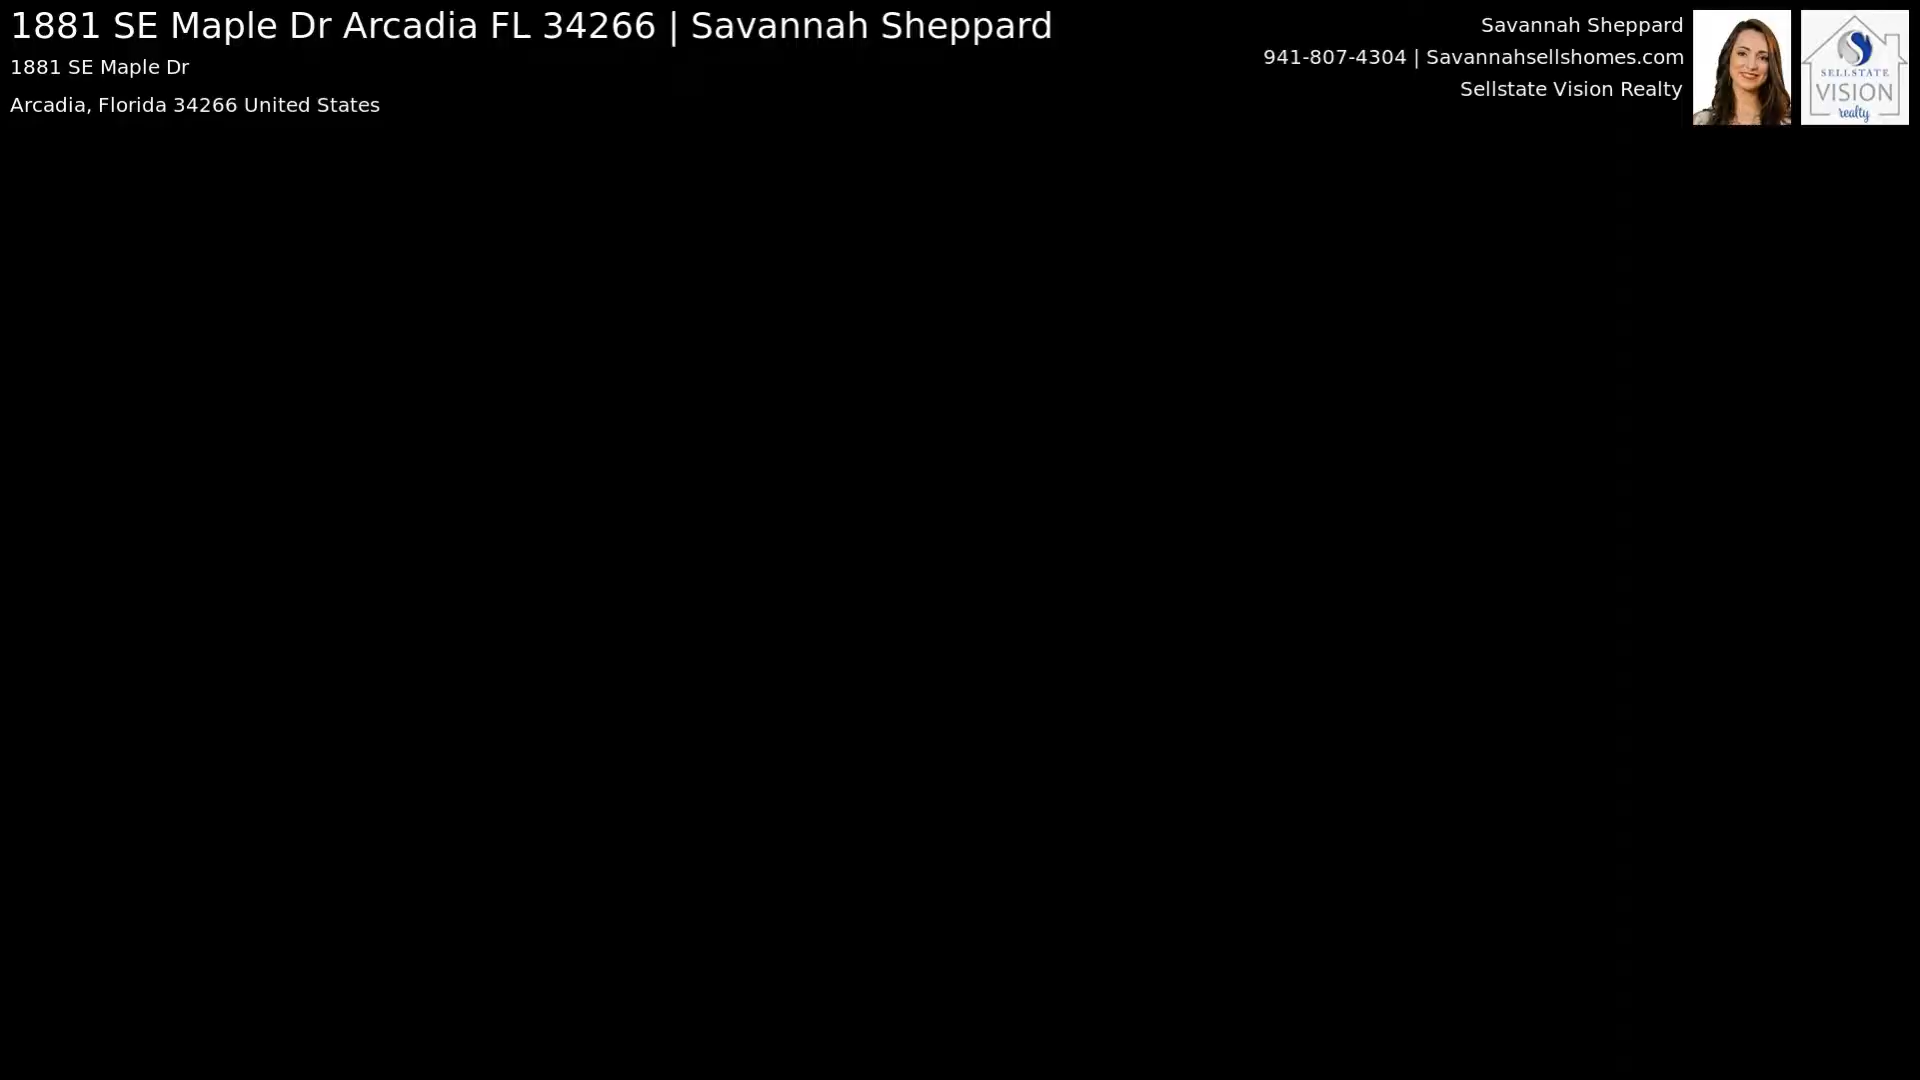 1881 SE Maple Dr Arcadia FL 34266 | Savannah Sheppard
1881 SE Maple Dr
Arcadia, Florida 34266 United States
Savannah Sheppard
941-807-4304 | Savannahsellshomes.com
Sellstate Vision Realty
SELLSTATE
VISION
realty